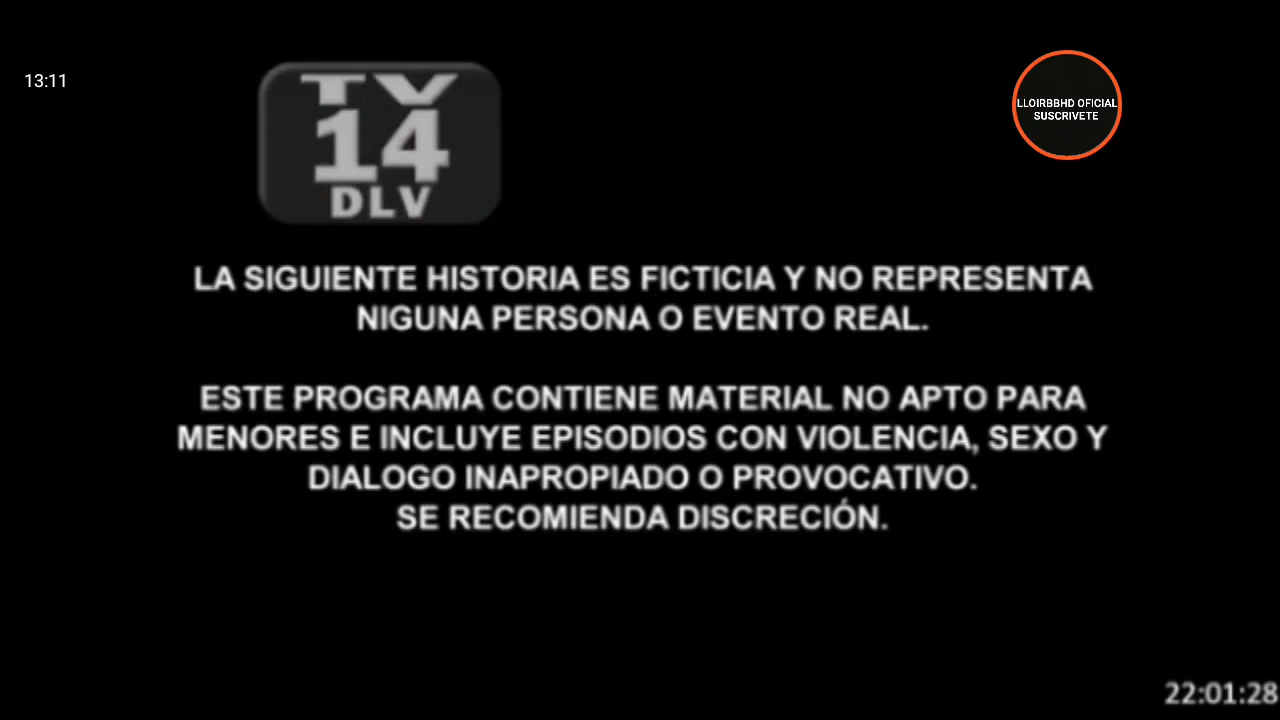 13:11
TV
14
DLV
LLOIRBBHD OFICIAL
SUSCRIVETE
LA SIGUIENTE HISTORIA ES FICTICIA Y NO REPRESENTA
NIGUNA PERSONA O EVENTO REAL.
ESTE PROGRAMA CONTIENE MATERIAL NO APTO PARA
MENORES E INCLUYE EPISODIOS CON VIOLENCIA, SEXO Y
DIALOGO INAPROPIADO O PROVOCATIVO.
SE RECOMIENDA DISCRECIÓN.
22:01:28